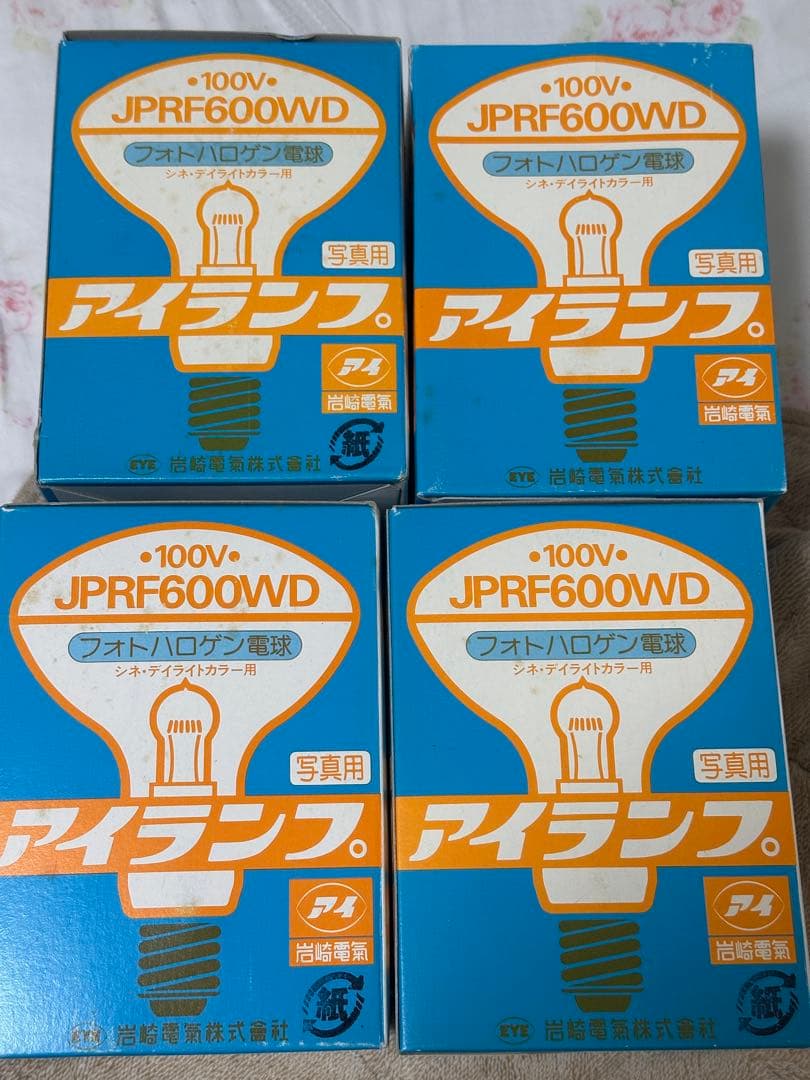 •100V•
JPRF600WD
フォトハロゲン電球
シネ・デイライトカラー用
写真用
アイランプ。
アイ
岩崎電氣
紙
EYE 岩崎電氣株式會社
•100V•
JPRF600WD
フォトハロゲン電球
シネ・デイライトカラー用
写真用
アイランプ。
アイ
岩崎電氣
EYE 岩崎電氣株式會社
•100V•
JPRF600WD
フォトハロゲン電球
シネ・デイライトカラー用
写真用
アイランプ。
アイ
岩崎電氣
紙
EYE 岩崎電氣株式會社
•100V•
JPRF600WD
フォトハロゲン電球
シネ・デイライトカラー用
写真用
アイランプ。
アイ
岩崎電氣
紙
EYE 岩崎電氣株式會社